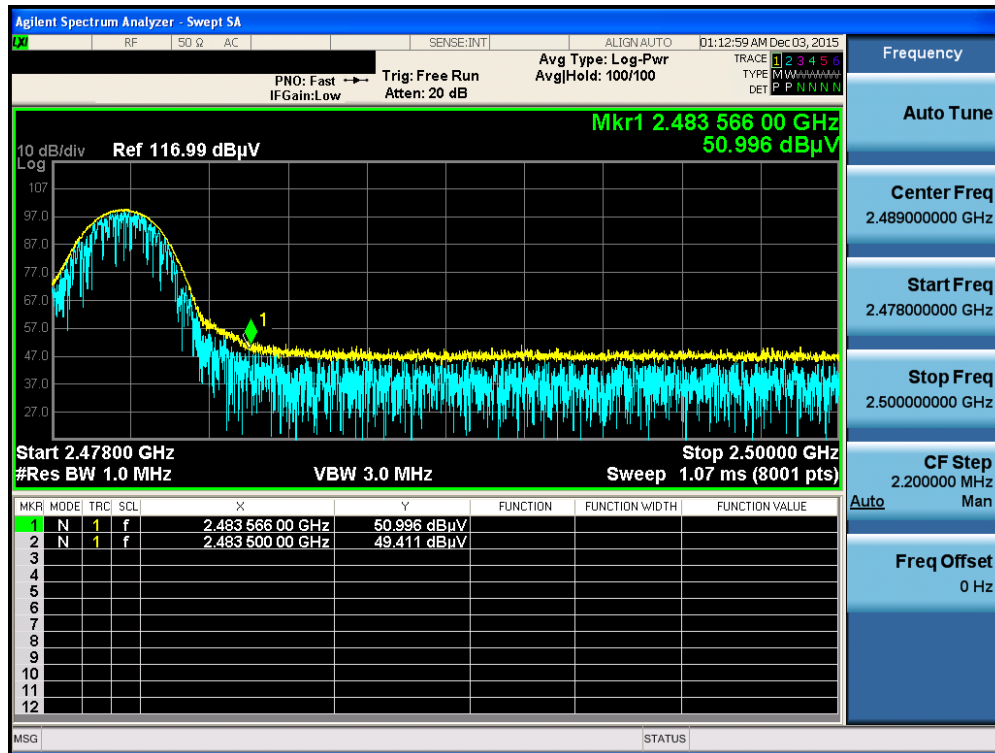 Agilent Spectrum Analyzer - Swept SA
LXI RF 50 Ω AC SENSE:INT ALIGN AUTO 01:12:59 AM Dec 03, 2015
Frequency
PNO: Fast
IFGain:Low
Trig: Free Run
Atten: 20 dB
Avg Type: Log-Pwr
Avg|Hold: 100/100
TRACE 1 2 3 4 5 6
TYPE M W
DET P P N N N N
Auto Tune
Mkr1 2.483 566 00 GHz
50.996 dBµV
10 dB/div Ref 116.99 dBµV
Log
107
97.0
87.0
77.0
67.0
57.0
47.0
37.0
27.0
1
Center Freq
2.489000000 GHz
Start Freq
2.478000000 GHz
Stop Freq
2.500000000 GHz
Start 2.47800 GHz Stop 2.50000 GHz
#Res BW 1.0 MHz VBW 3.0 MHz Sweep 1.07 ms (8001 pts)
CF Step
2.200000 MHz
Auto Man
Freq Offset
0 Hz
MKR MODE TRC SCL X Y FUNCTION FUNCTION WIDTH FUNCTION VALUE
1 N 1 f 2.483 566 00 GHz 50.996 dBµV
2 N 1 f 2.483 500 00 GHz 49.411 dBµV
3
4
5
6
7
8
9
10
11
12
MSG STATUS